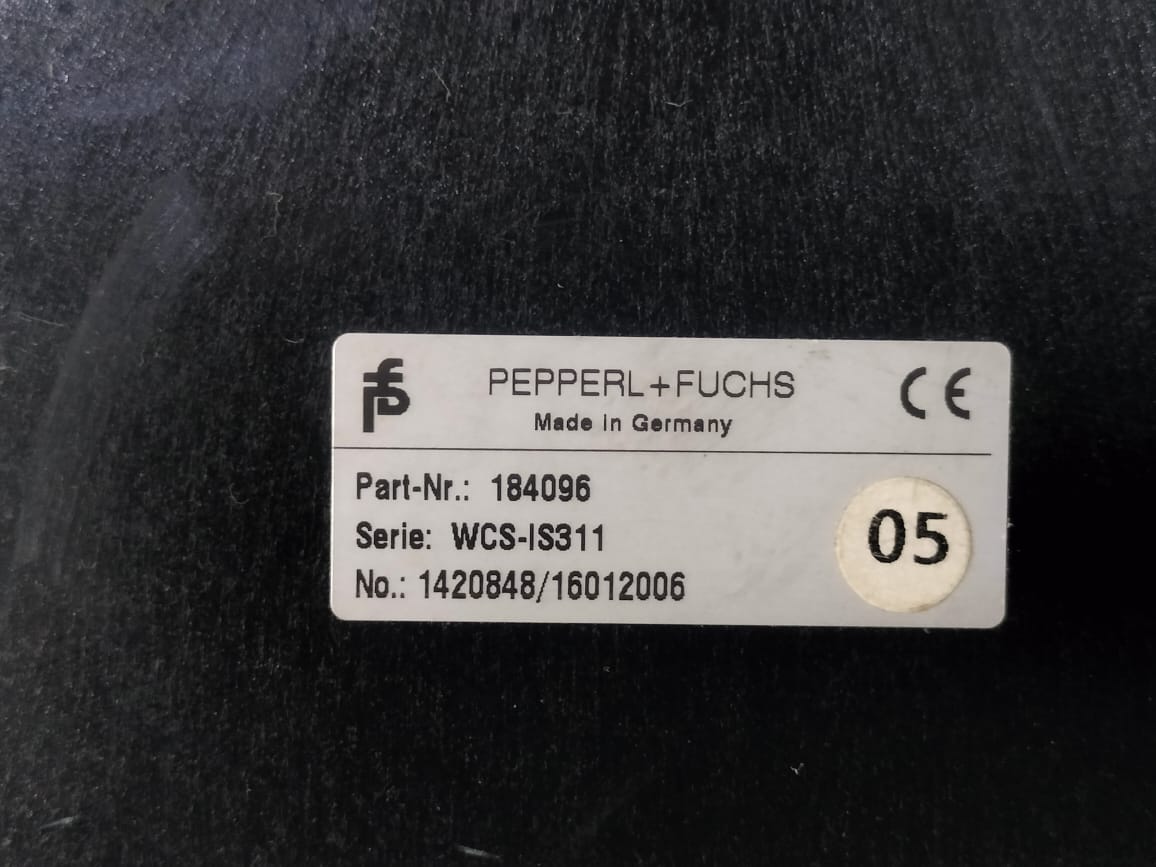 PEPPERL+FUCHS
CE
Made in Germany
Part-Nr.: 184096
Serie: WCS-IS311
No.: 1420848/16012006
05